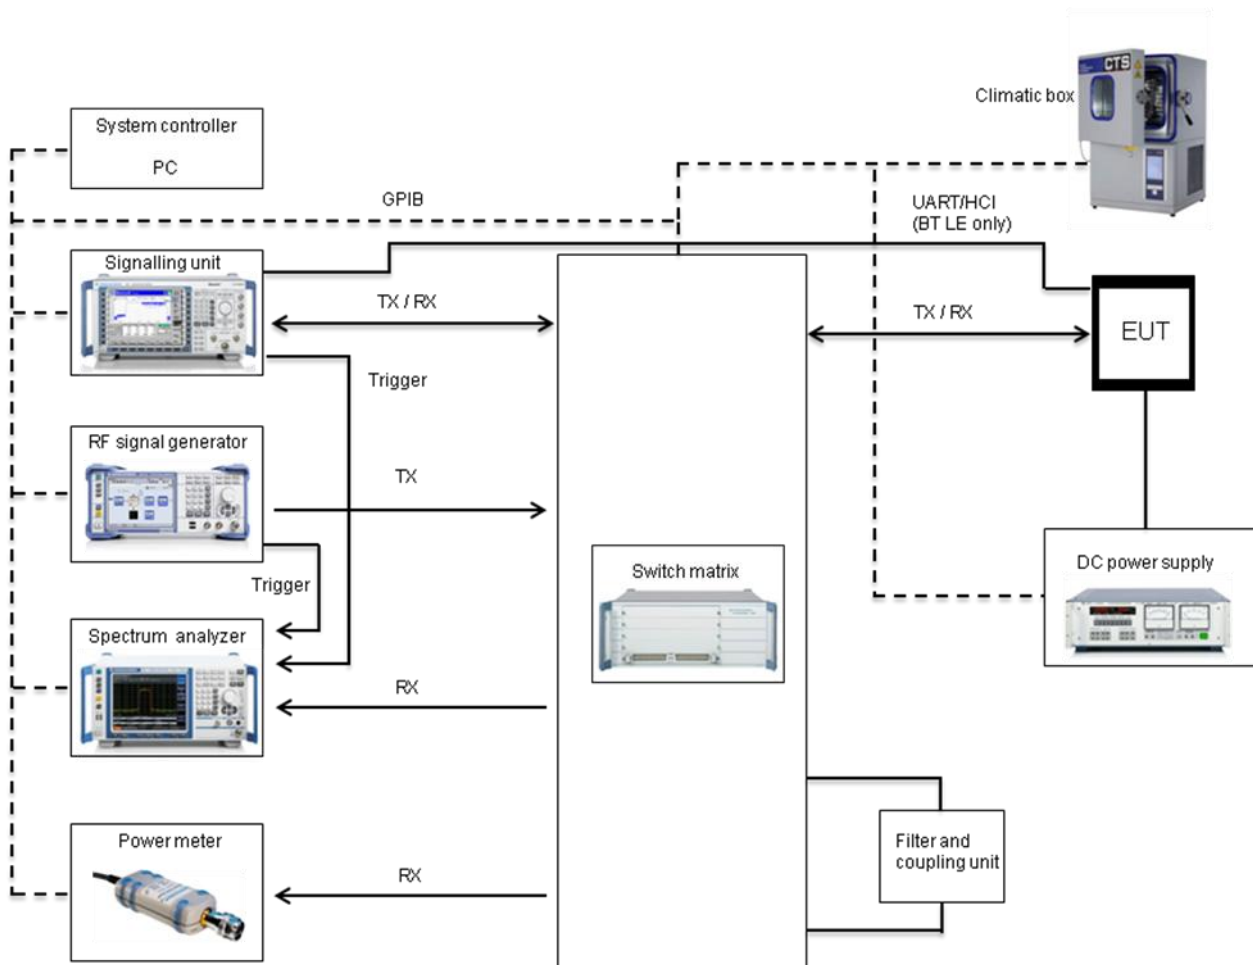 CTS
Climatic box
System controller
PC
GPIB
UART/HCI
(BT LE only)
Signalling unit
TX / RX
TX / RX
EUT
Trigger
RF signal generator
TX
Trigger
DC power supply
Switch matrix
Spectrum  analyzer
RX
Power meter
Filter and
coupling unit
RX